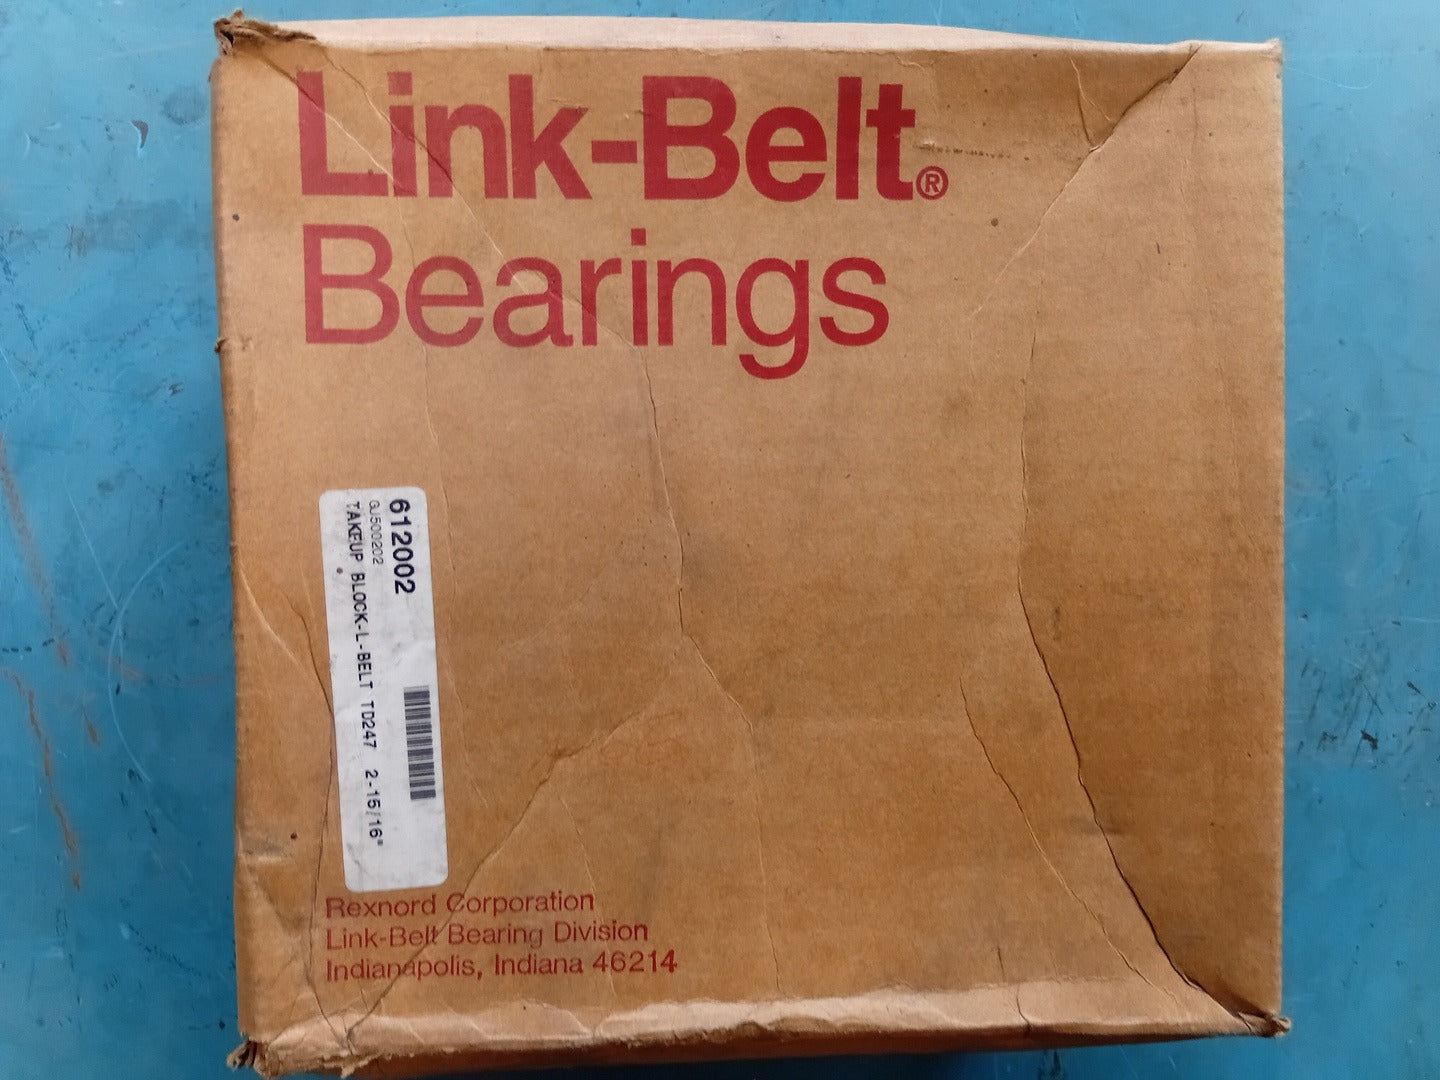 Link-Belt®
Bearings
612002
GJ500202
TAKEUP BLOCK-L-BELT TD247 2-15/16"
Rexnord Corporation
Link-Belt Bearing Division
Indianapolis, Indiana 46214